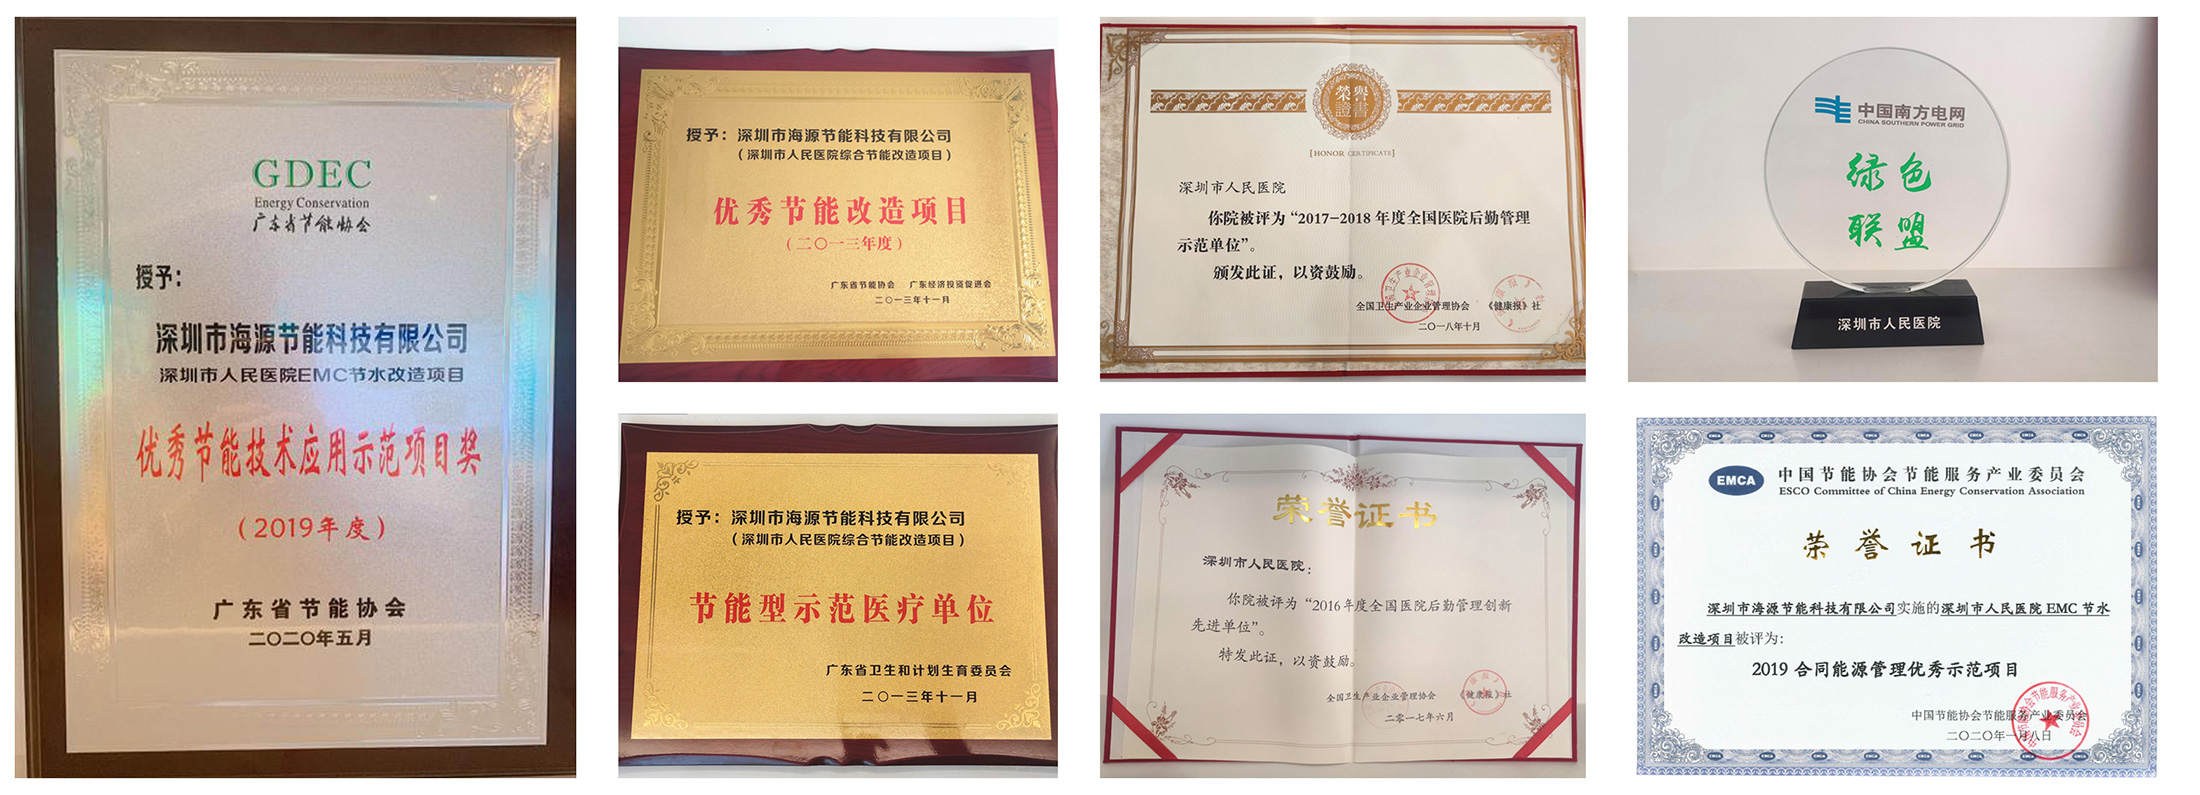 GDEC
Energy Conservation
广东省节能协会
授予：
深圳市海源节能科技有限公司
深圳市人民医院EMC节水改造项目
优秀节能技术应用示范项目奖
（2019年度）
广东省节能协会
二〇二〇年五月
授予：深圳市海源节能科技有限公司
（深圳市人民医院综合节能改造项目）
优秀节能改造项目
（二〇一三年度）
广东省节能协会 广东经济投资促进会
二〇一三年十一月
授予：深圳市海源节能科技有限公司
（深圳市人民医院综合节能改造项目）
节能型示范医疗单位
广东省卫生和计划生育委员会
二〇一三年十一月
榮譽
證書
[HONOR CERTIFICATE]
深圳市人民医院
你院被评为“2017-2018 年度全国医院后勤管理
示范单位”。
颁发此证，以资鼓励。
全国卫生产业企业管理协会 《健康报》社
二〇一八年十月
荣誉证书
深圳市人民医院：
你院被评为“2016年度全国医院后勤管理创新
先进单位”。
特发此证，以资鼓励。
全国卫生产业企业管理协会 《健康报》社
二零一七年六月
中国南方电网
CHINA SOUTHERN POWER GRID
绿色
联盟
深圳市人民医院
EMCA
中国节能协会节能服务产业委员会
ESCO Committee of China Energy Conservation Association
荣誉证书
深圳市海源节能科技有限公司实施的深圳市人民医院 EMC 节水
改造项目被评为：
2019 合同能源管理优秀示范项目
中国节能协会节能服务产业委员会
二〇二〇年一月八日